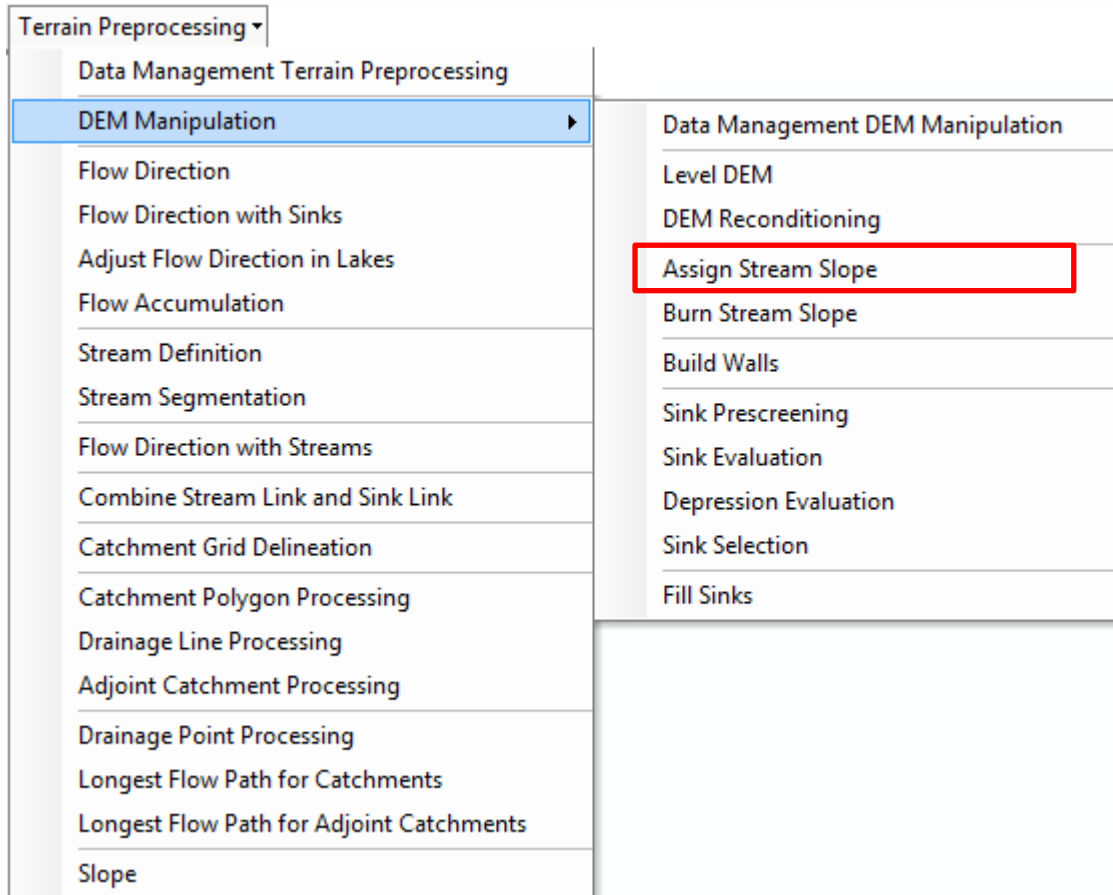 Terrain Preprocessing
Data Management Terrain Preprocessing
DEM Manipulation
Flow Direction
Flow Direction with Sinks
Adjust Flow Direction in Lakes
Flow Accumulation
Stream Definition
Stream Segmentation
Flow Direction with Streams
Combine Stream Link and Sink Link
Catchment Grid Delineation
Catchment Polygon Processing
Drainage Line Processing
Adjoint Catchment Processing
Drainage Point Processing
Longest Flow Path for Catchments
Longest Flow Path for Adjoint Catchments
Slope
Data Management DEM Manipulation
Level DEM
DEM Reconditioning
Assign Stream Slope
Burn Stream Slope
Build Walls
Sink Prescreening
Sink Evaluation
Depression Evaluation
Sink Selection
Fill Sinks